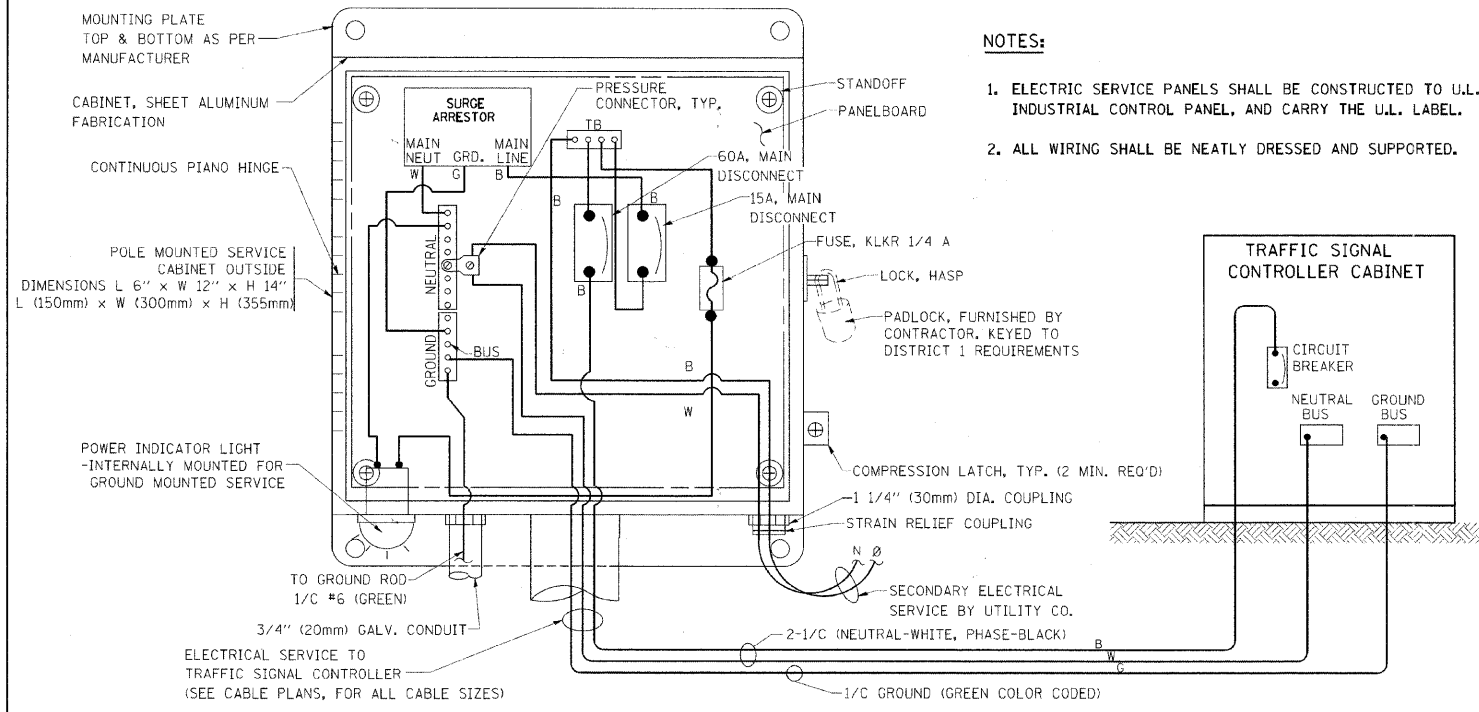 MOUNTING PLATE
TOP & BOTTOM AS PER
MANUFACTURER
CABINET, SHEET ALUMINUM
FABRICATION
CONTINUOUS PIANO HINGE
POLE MOUNTED SERVICE
CABINET OUTSIDE
DIMENSIONS L 6" x W 12" x H 14"
L (150mm) x W (300mm) x H (355mm)
POWER INDICATOR LIGHT
-INTERNALLY MOUNTED FOR
GROUND MOUNTED SERVICE
SURGE
ARRESTOR
MAIN
NEUT
GRD.
MAIN
LINE
W
G
B
PRESSURE
CONNECTOR, TYP.
TB
60A, MAIN
DISCONNECT
15A, MAIN
DISCONNECT
B
B
B
NEUTRAL
GROUND
BUS
FUSE, KLKR 1/4 A
B
W
STANDOFF
PANELBOARD
LOCK, HASP
PADLOCK, FURNISHED BY
CONTRACTOR. KEYED TO
DISTRICT 1 REQUIREMENTS
COMPRESSION LATCH, TYP. (2 MIN. REQ'D)
1 1/4" (30mm) DIA. COUPLING
STRAIN RELIEF COUPLING
N Ø
SECONDARY ELECTRICAL
SERVICE BY UTILITY CO.
TO GROUND ROD
1/C #6 (GREEN)
3/4" (20mm) GALV. CONDUIT
ELECTRICAL SERVICE TO
TRAFFIC SIGNAL CONTROLLER
(SEE CABLE PLANS, FOR ALL CABLE SIZES)
2-1/C (NEUTRAL-WHITE, PHASE-BLACK)
B
W
G
1/C GROUND (GREEN COLOR CODED)
NOTES:
1. ELECTRIC SERVICE PANELS SHALL BE CONSTRUCTED TO U.L.
INDUSTRIAL CONTROL PANEL, AND CARRY THE U.L. LABEL.
2. ALL WIRING SHALL BE NEATLY DRESSED AND SUPPORTED.
TRAFFIC SIGNAL
CONTROLLER CABINET
CIRCUIT
BREAKER
NEUTRAL
BUS
GROUND
BUS